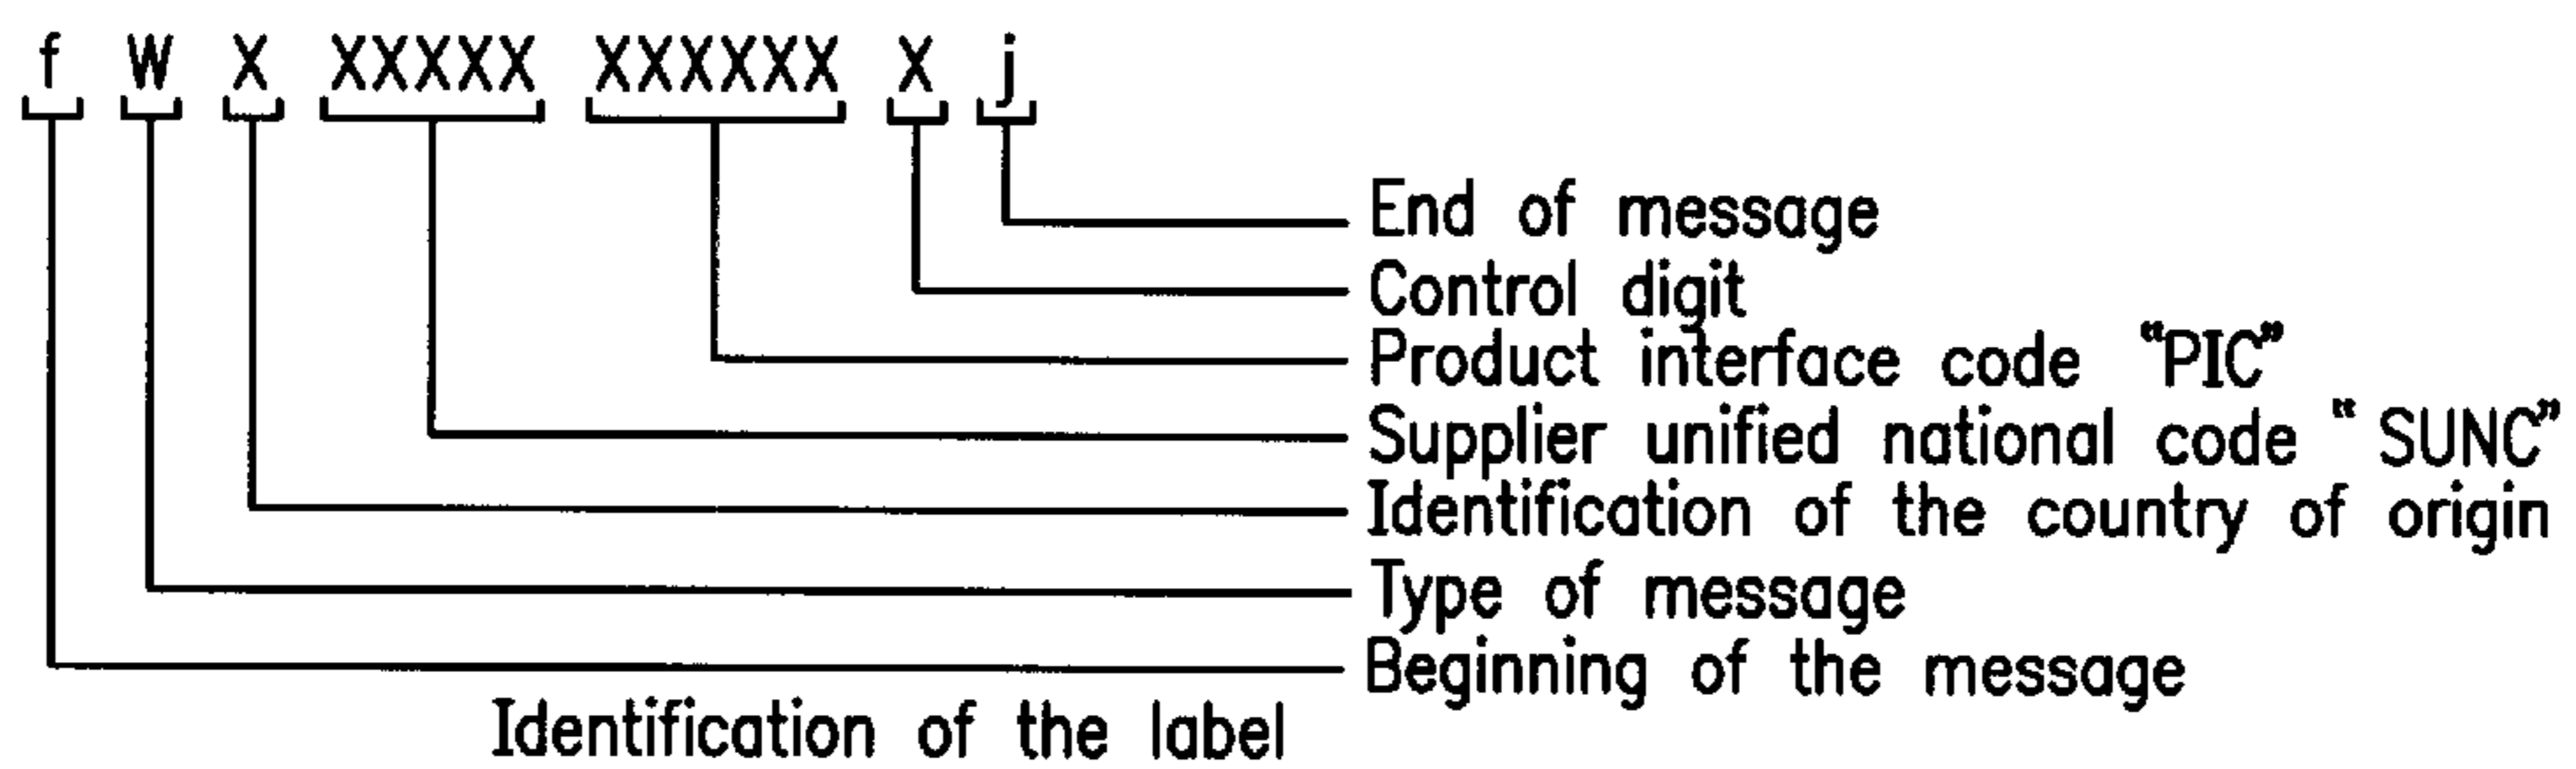 f W X XXXXX XXXXXX X j
End of message
Control digit
Product interface code “PIC”
Supplier unified national code “ SUNC”
Identification of the country of origin
Type of message
Beginning of the message
Identification of the label